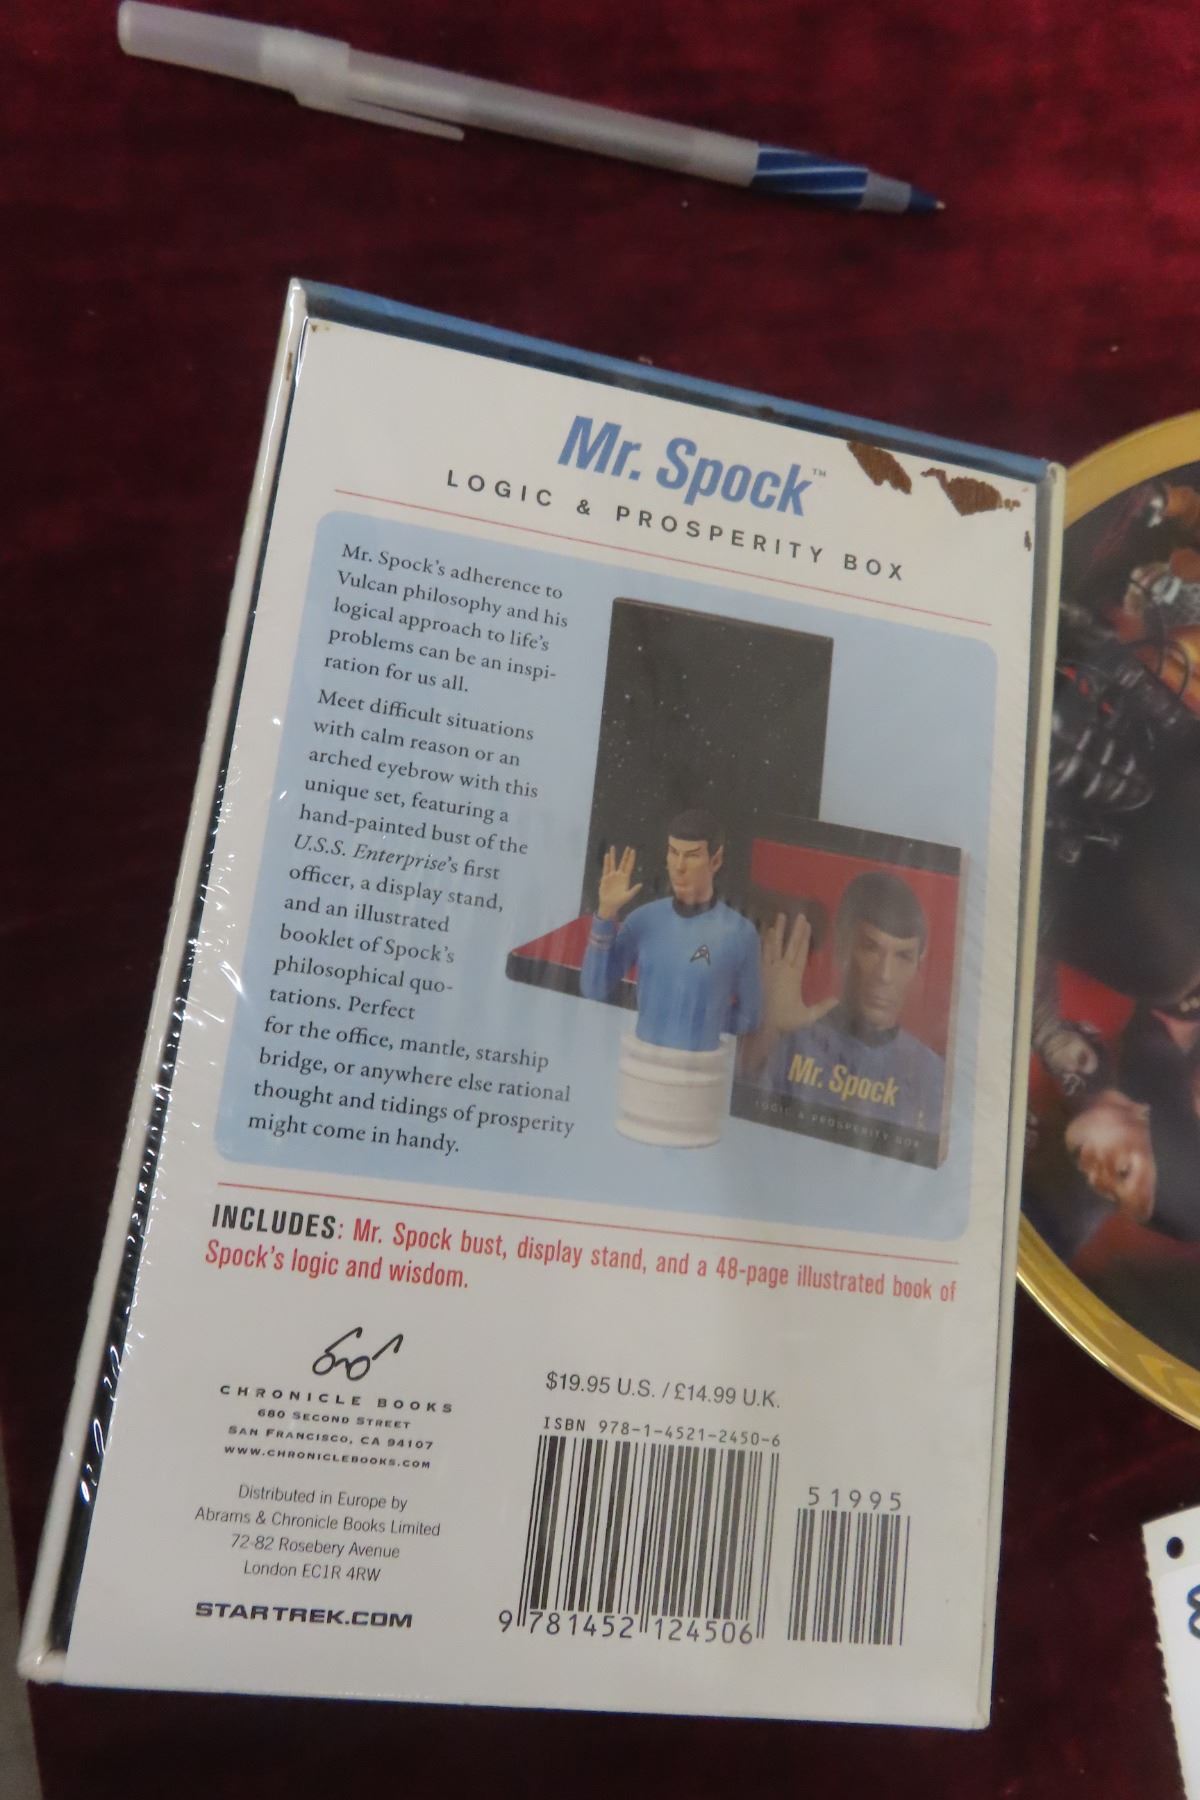 Mr. Spock™
LOGIC & PROSPERITY BOX
Mr. Spock's adherence to
Vulcan philosophy and his
logical approach to life's
problems can be an inspi-
ration for us all.
Meet difficult situations
with calm reason or an
arched eyebrow with this
unique set, featuring a
hand-painted bust of the
U.S.S. Enterprise's first
officer, a display stand,
and an illustrated
booklet of Spock's
philosophical quo-
tations. Perfect
for the office, mantle, starship
bridge, or anywhere else rational
thought and tidings of prosperity
might come in handy.
Mr. Spock
LOGIC & PROSPERITY BOX
INCLUDES: Mr. Spock bust, display stand, and a 48-page illustrated book of
Spock's logic and wisdom.
CHRONICLE BOOKS
680 SECOND STREET
SAN FRANCISCO, CA 94107
WWW.CHRONICLEBOOKS.COM
Distributed in Europe by
Abrams & Chronicle Books Limited
72-82 Rosebery Avenue
London EC1R 4RW
STARTREK.COM
$19.95 U.S. / £14.99 U.K.
ISBN 978-1-4521-2450-6
51995
9 781452 124506